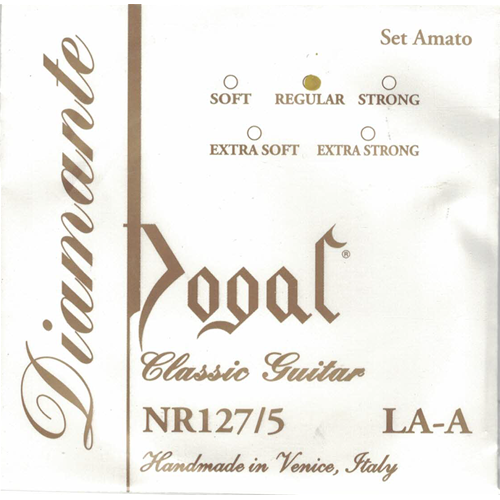 Set Amato
SOFT REGULAR STRONG
EXTRA SOFT EXTRA STRONG
Diamante
Dogal®
Classic Guitar
NR127/5 LA-A
Handmade in Venice, Italy